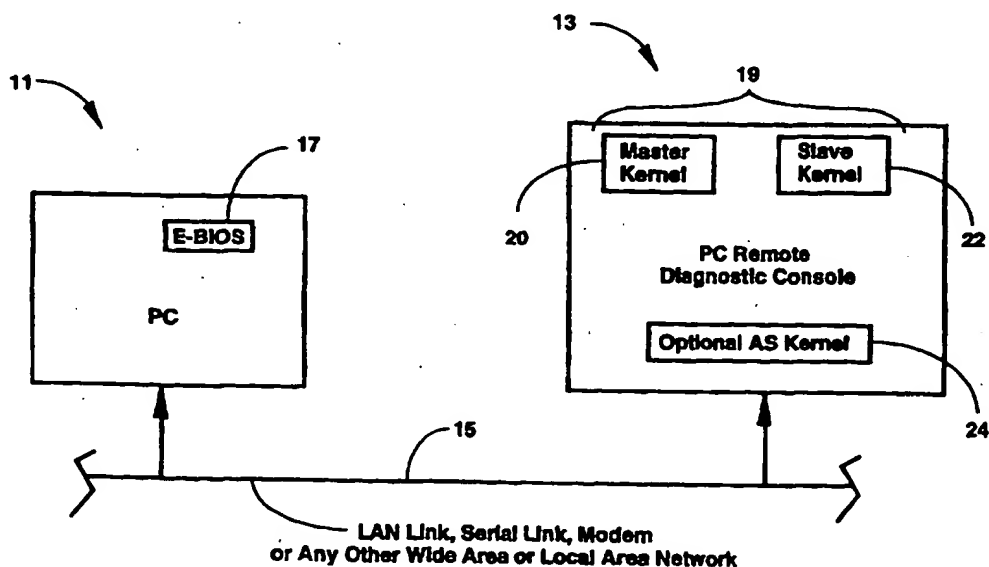 13
11
19
17
Master
Kernel
Slave
Kernel
E-BIOS
20
22
PC Remote
Diagnostic Console
PC
Optional AS Kernel
15
24
LAN Link, Serial Link, Modem
or Any Other Wide Area or Local Area Network